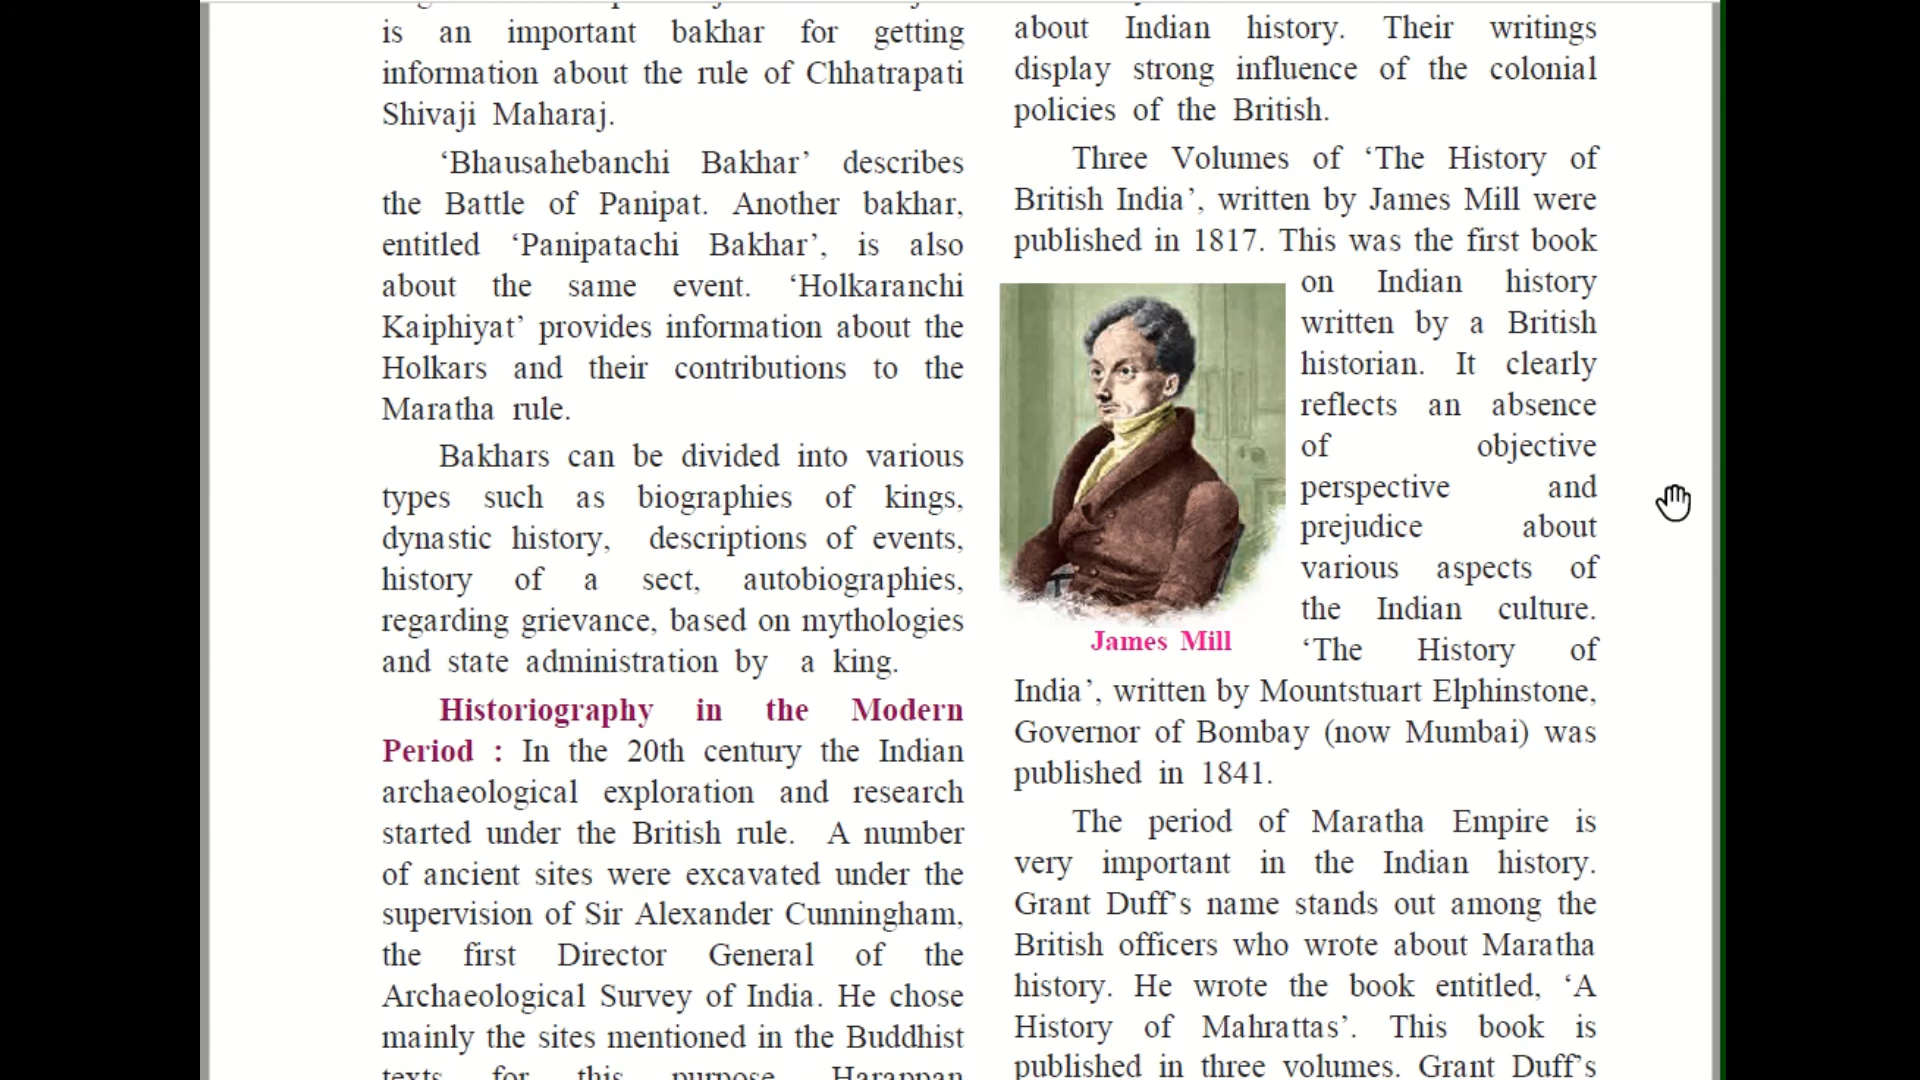 is an important bakhar for getting
information about the rule of Chhatrapati
Shivaji Maharaj.
‘Bhausahebanchi Bakhar’ describes
the Battle of Panipat. Another bakhar,
entitled ‘Panipatachi Bakhar’, is also
about the same event. ‘Holkaranchi
Kaiphiyat’ provides information about the
Holkars and their contributions to the
Maratha rule.
Bakhars can be divided into various
types such as biographies of kings,
dynastic history, descriptions of events,
history of a sect, autobiographies,
regarding grievance, based on mythologies
and state administration by a king.
Historiography in the Modern
Period : In the 20th century the Indian
archaeological exploration and research
started under the British rule. A number
of ancient sites were excavated under the
supervision of Sir Alexander Cunningham,
the first Director General of the
Archaeological Survey of India. He chose
mainly the sites mentioned in the Buddhist
texts for this purpose. Harappan
about Indian history. Their writings
display strong influence of the colonial
policies of the British.
Three Volumes of ‘The History of
British India’, written by James Mill were
published in 1817. This was the first book
on Indian history
written by a British
historian. It clearly
reflects an absence
of objective
perspective and
prejudice about
various aspects of
the Indian culture.
‘The History of
James Mill
India’, written by Mountstuart Elphinstone,
Governor of Bombay (now Mumbai) was
published in 1841.
The period of Maratha Empire is
very important in the Indian history.
Grant Duff’s name stands out among the
British officers who wrote about Maratha
history. He wrote the book entitled, ‘A
History of Mahrattas’. This book is
published in three volumes. Grant Duff’s